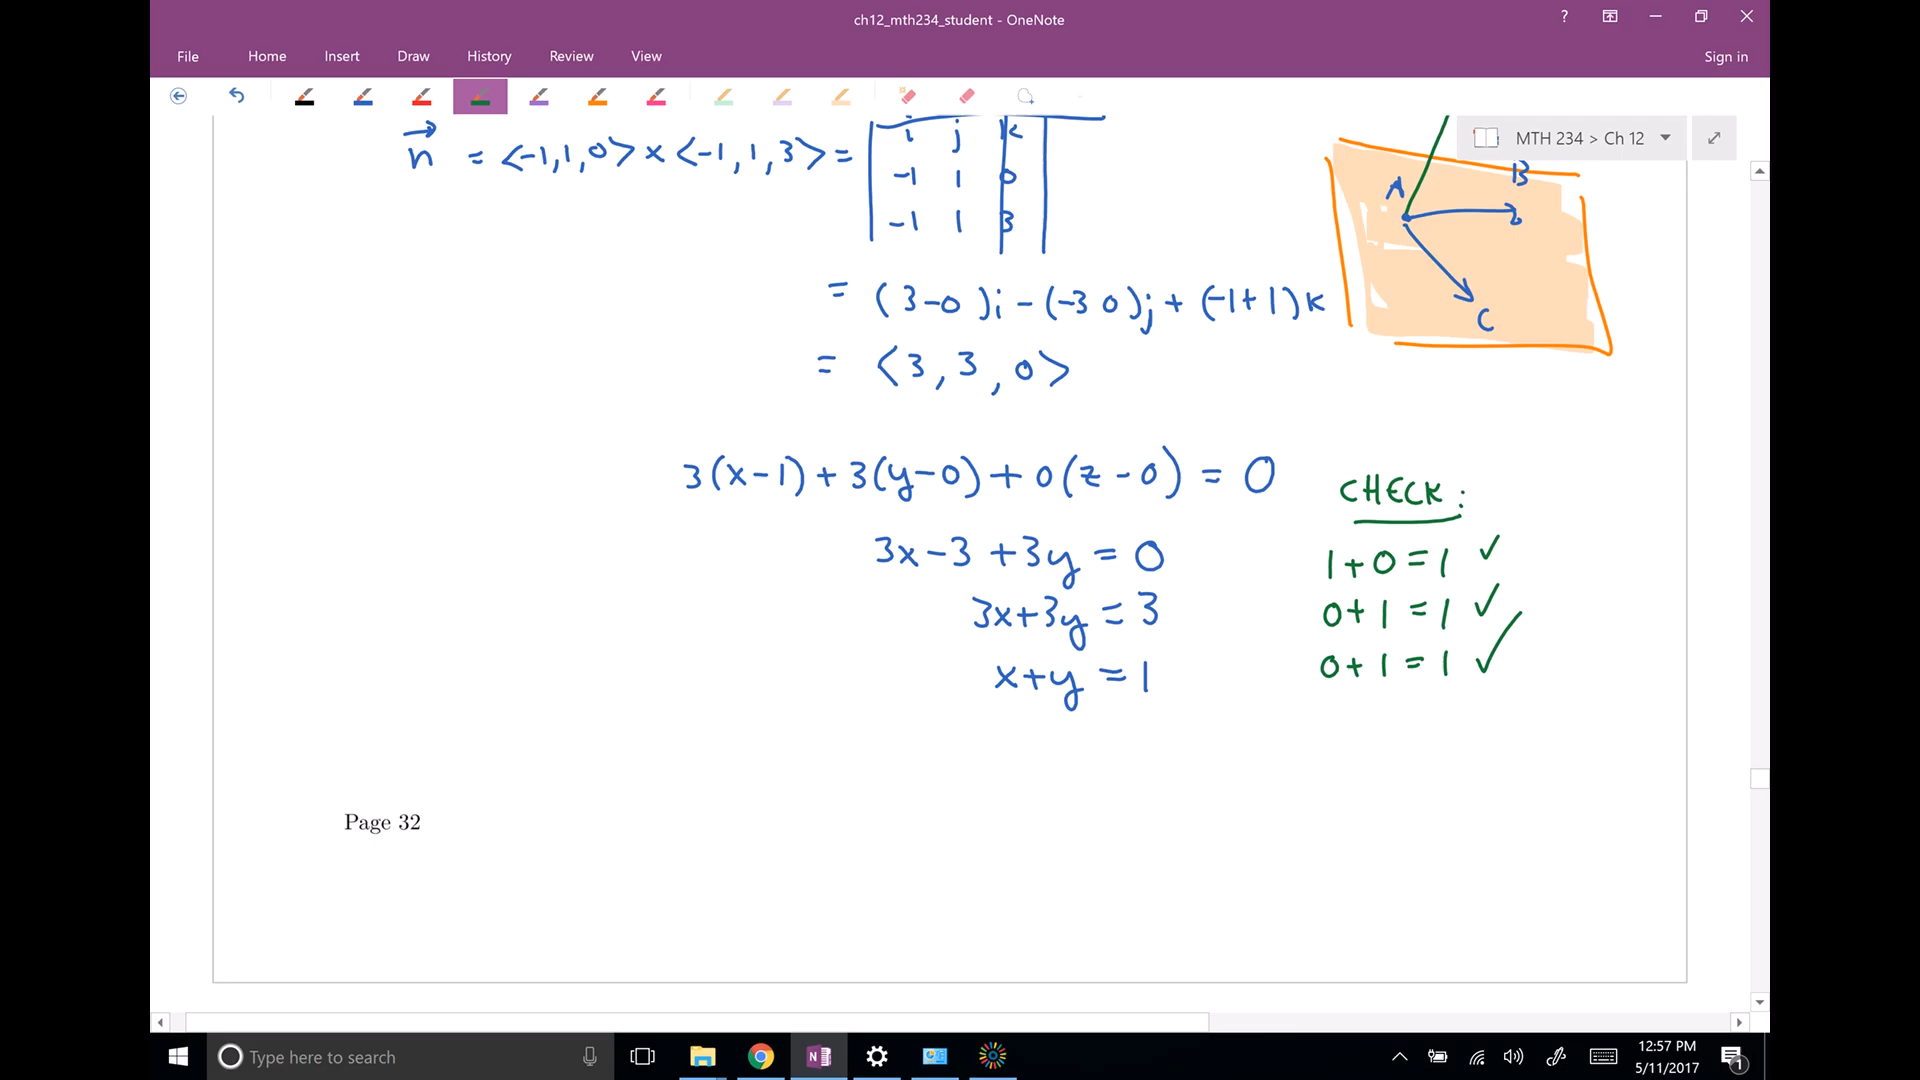 ch12_mth234_student - OneNote
?
File Home Insert Draw History Review View Sign in
MTH 234 > Ch 12
n = <-1,1,0> x <-1,1,3> =
i j k
-1 1 0
-1 1 3
A B
C
= (3-0)i - (-3 0)j + (-1+1)k
= <3,3,0>
3(x-1) + 3(y-0) + 0(z-0) = 0
CHECK:
3x-3 +3y = 0
1+0=1 ✓
3x+3y = 3
0+1=1 ✓
x+y = 1
0+1=1 ✓
Page 32
Type here to search
12:57 PM
5/11/2017
1